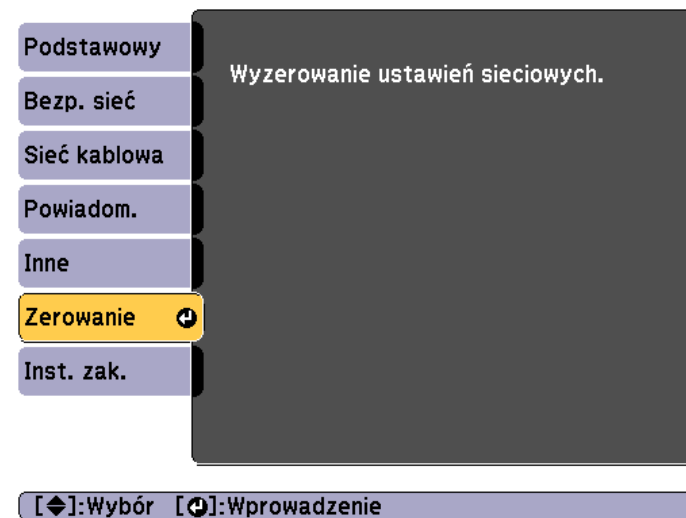 Podstawowy
Bezp. sieć
Sieć kablowa
Powiadom.
Inne
Zerowanie
Inst. zak.
Wyzerowanie ustawień sieciowych.
[]:Wybór []:Wprowadzenie